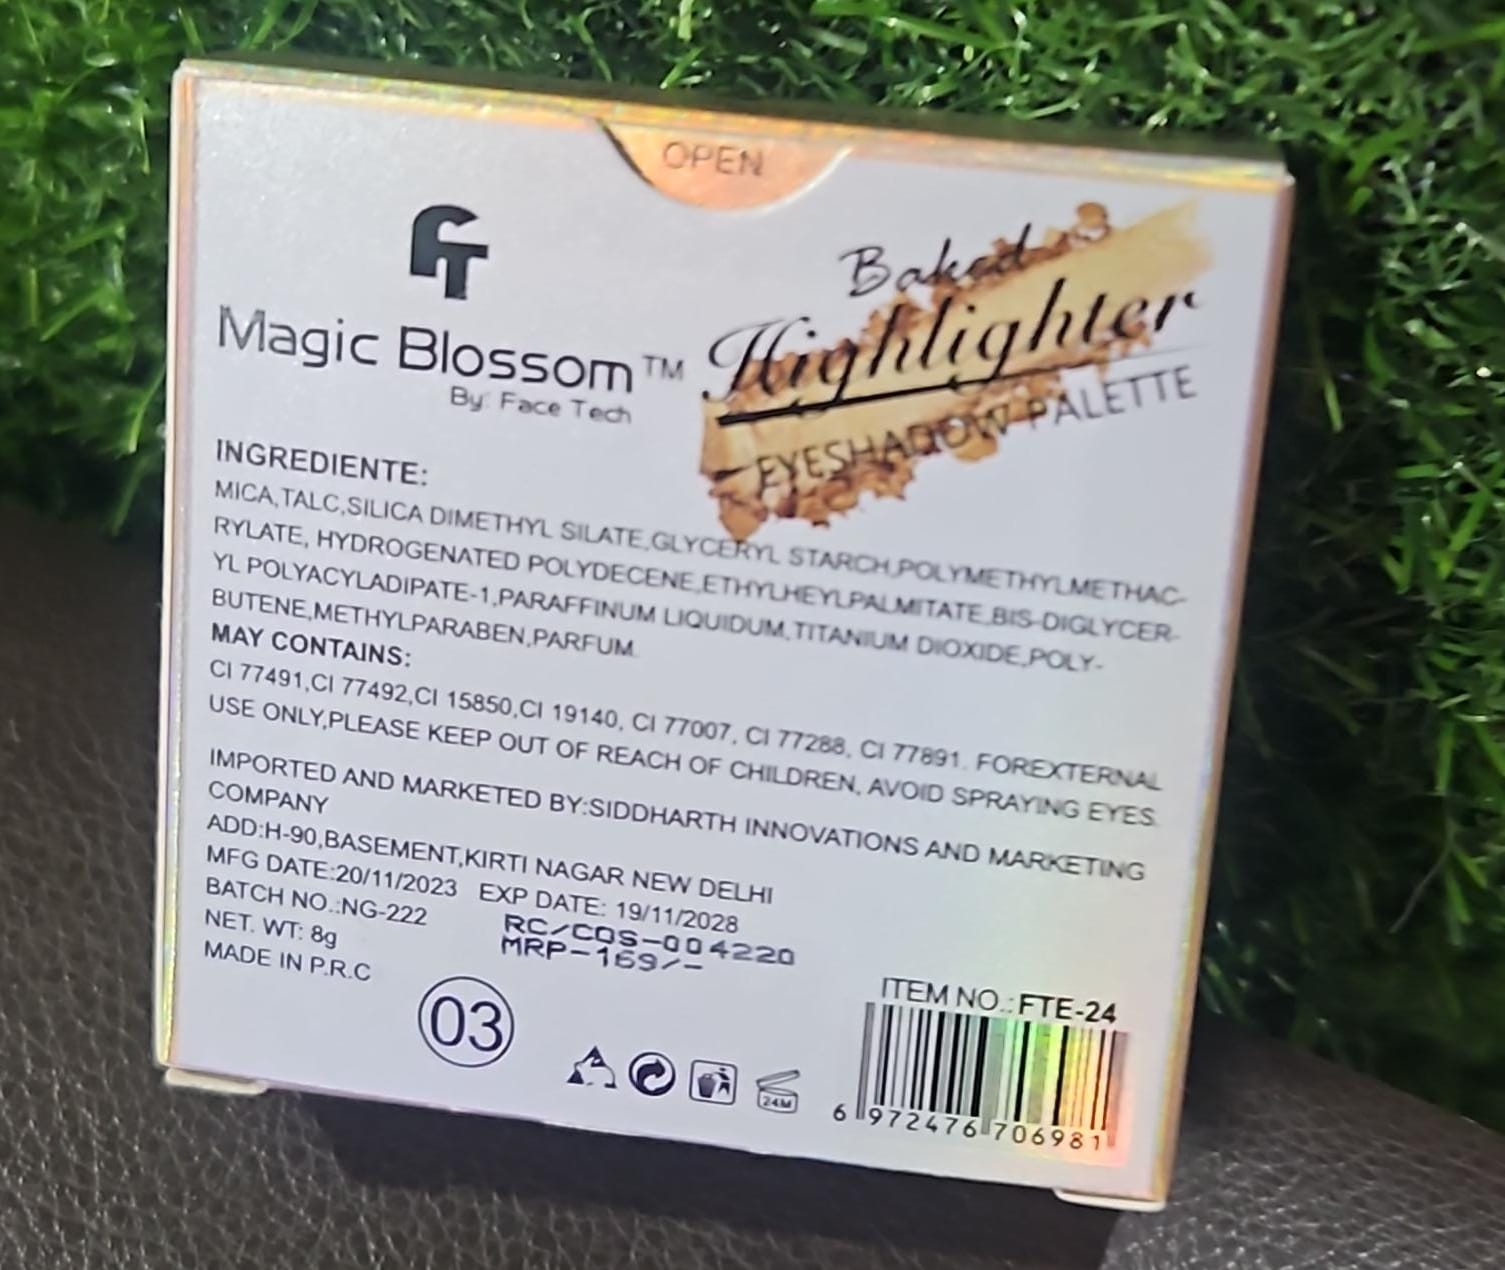 OPEN
FT
Magic Blossom™
By: Face Tech
Baked
Highlighter
EYESHADOW PALETTE
INGREDIENTE:
MICA,TALC,SILICA DIMETHYL SILATE,GLYCERYL STARCH,POLYMETHYLMETHAC-
RYLATE, HYDROGENATED POLYDECENE,ETHYLHEYLPALMITATE,BIS-DIGLYCER-
YL POLYACYLADIPATE-1,PARAFFINUM LIQUIDUM,TITANIUM DIOXIDE,POLY-
BUTENE,METHYLPARABEN,PARFUM.
MAY CONTAINS:
CI 77491,CI 77492,CI 15850,CI 19140, CI 77007, CI 77288, CI 77891. FOREXTERNAL
USE ONLY,PLEASE KEEP OUT OF REACH OF CHILDREN, AVOID SPRAYING EYES.
IMPORTED AND MARKETED BY:SIDDHARTH INNOVATIONS AND MARKETING
COMPANY
ADD:H-90,BASEMENT,KIRTI NAGAR NEW DELHI
MFG DATE:20/11/2023 EXP DATE: 19/11/2028
BATCH NO.:NG-222
RC/COS-004220
NET. WT: 8g
MRP-169/-
MADE IN P.R.C
03
24M
ITEM NO.:FTE-24
6 972476 706981